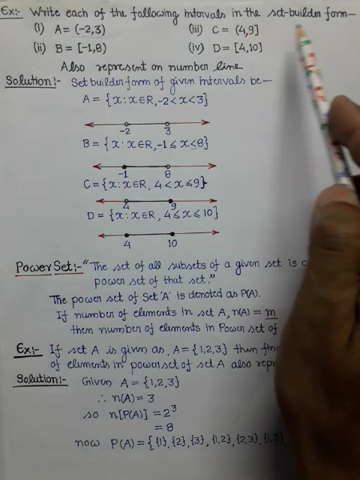 Ex:- Write each of the following intervals in the set-builder form-
(i) A = (-2,3) (iii) C = (4,9]
(ii) B = [-1,8) (iv) D = [4,10]
Also represent on number line.
Solution:- Set builder form of given intervals be-
A = {x:x∈R, -2<x<3}
-2 3
B = {x:x∈R, -1≤x<8}
-1 8
C = {x:x∈R, 4<x≤9}
4 9
D = {x:x∈R, 4≤x≤10}
4 10
Power Set:- "The set of all subsets of a given set is
power set of that set."
The power set of Set 'A' is denoted as P(A).
If number of elements in set A, n(A) = m
then number of elements in Power set of
Ex:- If set A is given as, A = {1,2,3} then
of elements in powerset of set A also
Solution:- Given A = {1,2,3}
∴ n(A) = 3
so n[P(A)] = 2³
= 8
now P(A) = {{1}, {2}, {3}, {1,2}, {2,3},